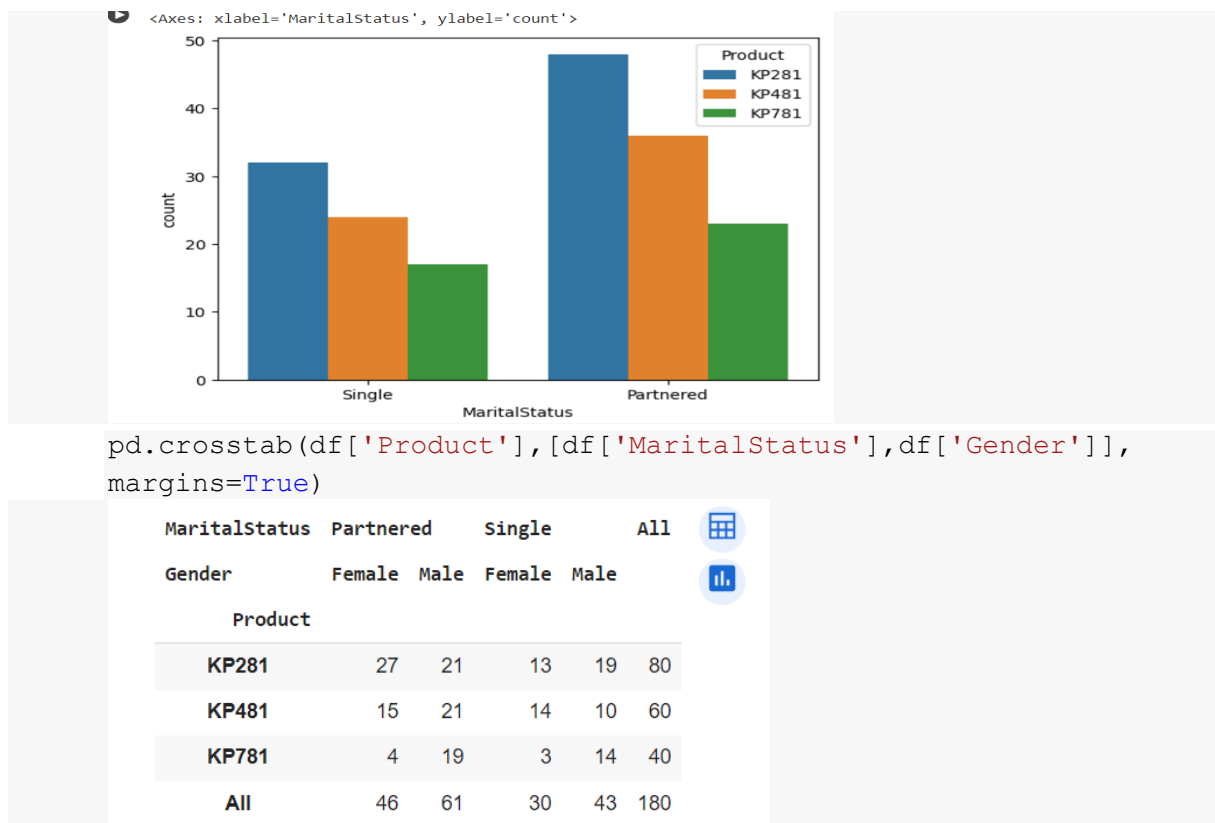 <Axes: xlabel='MaritalStatus', ylabel='count'>
50
40
30
20
10
0
count
Product
KP281
KP481
KP781
Single Partnered
MaritalStatus
pd.crosstab(df['Product'],[df['MaritalStatus'],df['Gender']],
margins=True)
MaritalStatus Partnered Single All
Gender Female Male Female Male
Product
KP281 27 21 13 19 80
KP481 15 21 14 10 60
KP781 4 19 3 14 40
All 46 61 30 43 180